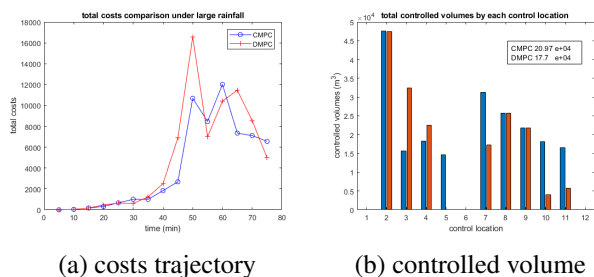 total costs comparison under large rainfall
CMPC
DMPC
18000
16000
14000
12000
10000
8000
6000
4000
2000
0
total costs
0 10 20 30 40 50 60 70 80
time (min)
(a) costs trajectory
total controlled volumes by each control location
×10⁴
CMPC 20.97 e+04
DMPC 17.7 e+04
5
4.5
4
3.5
3
2.5
2
1.5
1
0.5
0
controlled volumes (m³)
1 2 3 4 5 6 7 8 9 10 11 12
control location
(b) controlled volume